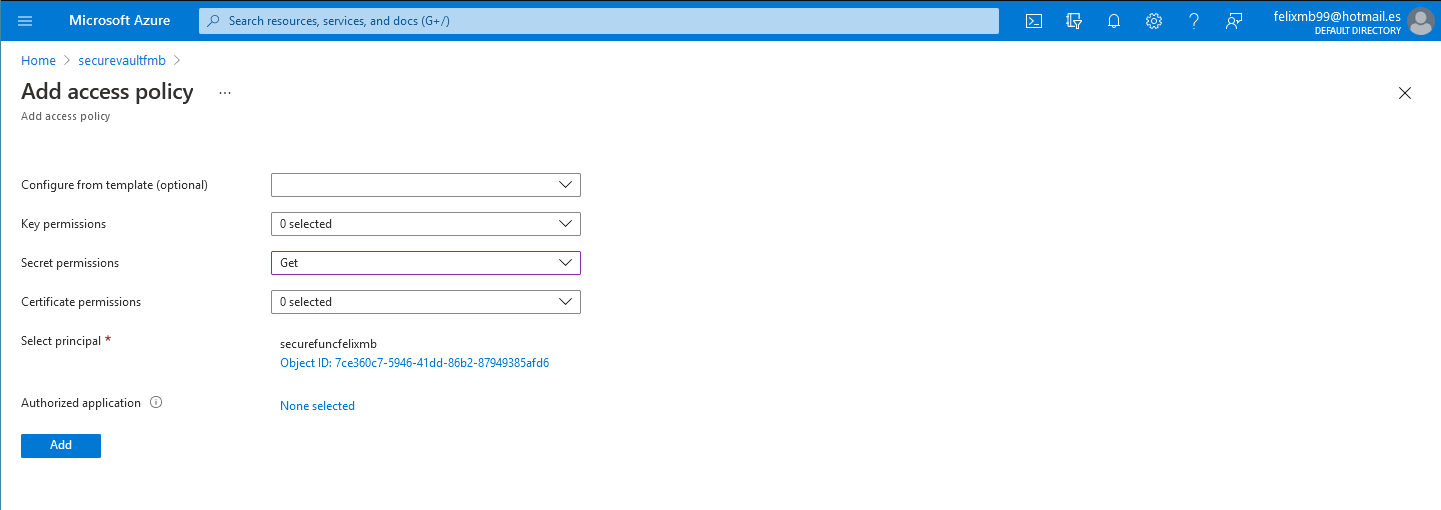 Microsoft Azure
Search resources, services, and docs (G+/)
felixmb99@hotmail.es
DEFAULT DIRECTORY
Home > securevaultfmb >
Add access policy ...
Add access policy
Configure from template (optional)
Key permissions 0 selected
Secret permissions Get
Certificate permissions 0 selected
Select principal * securefuncfelixmb
Object ID: 7ce360c7-5946-41dd-86b2-87949385afd6
Authorized application None selected
Add